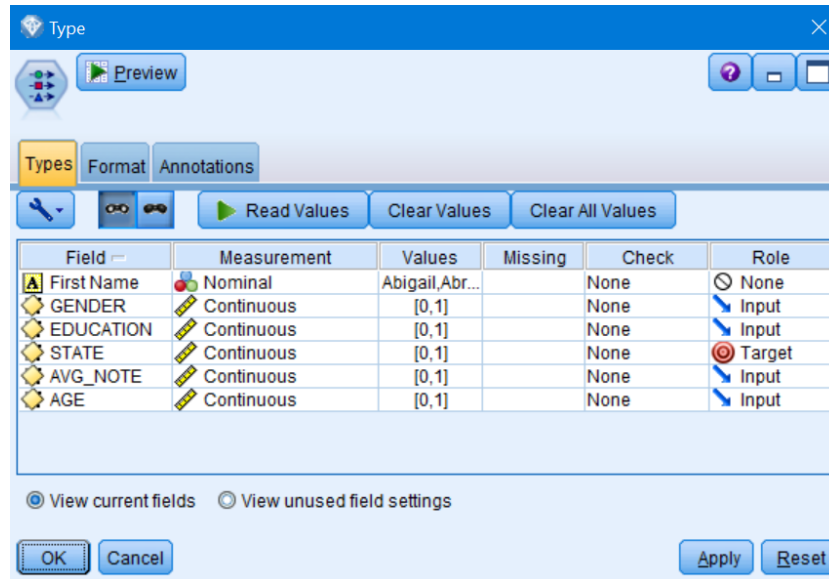 Type
Preview
Types Format Annotations
Read Values Clear Values Clear All Values
Field Measurement Values Missing Check Role
A First Name Nominal Abigail,Abr... None None
GENDER Continuous [0,1] None Input
EDUCATION Continuous [0,1] None Input
STATE Continuous [0,1] None Target
AVG_NOTE Continuous [0,1] None Input
AGE Continuous [0,1] None Input
View current fields View unused field settings
OK Cancel Apply Reset